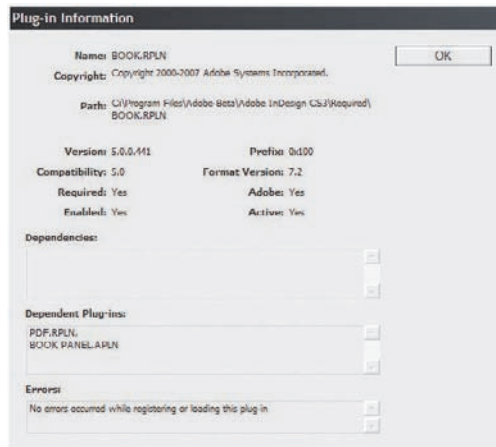 Plug-in Information
Name: BOOK.RPLN
OK
Copyright: Copyright 2000-2007 Adobe Systems Incorporated.
Path: C:\Program Files\Adobe Beta\Adobe InDesign CS3\Required\
BOOK.RPLN
Version: 5.0.0.441 Prefix: 0x100
Compatibility: 5.0 Format Version: 7.2
Required: Yes Adobe: Yes
Enabled: Yes Active: Yes
Dependencies:
Dependent Plug-ins:
PDF.RPLN,
BOOK PANEL.APLN
Errors:
No errors occurred while registering or loading this plug in